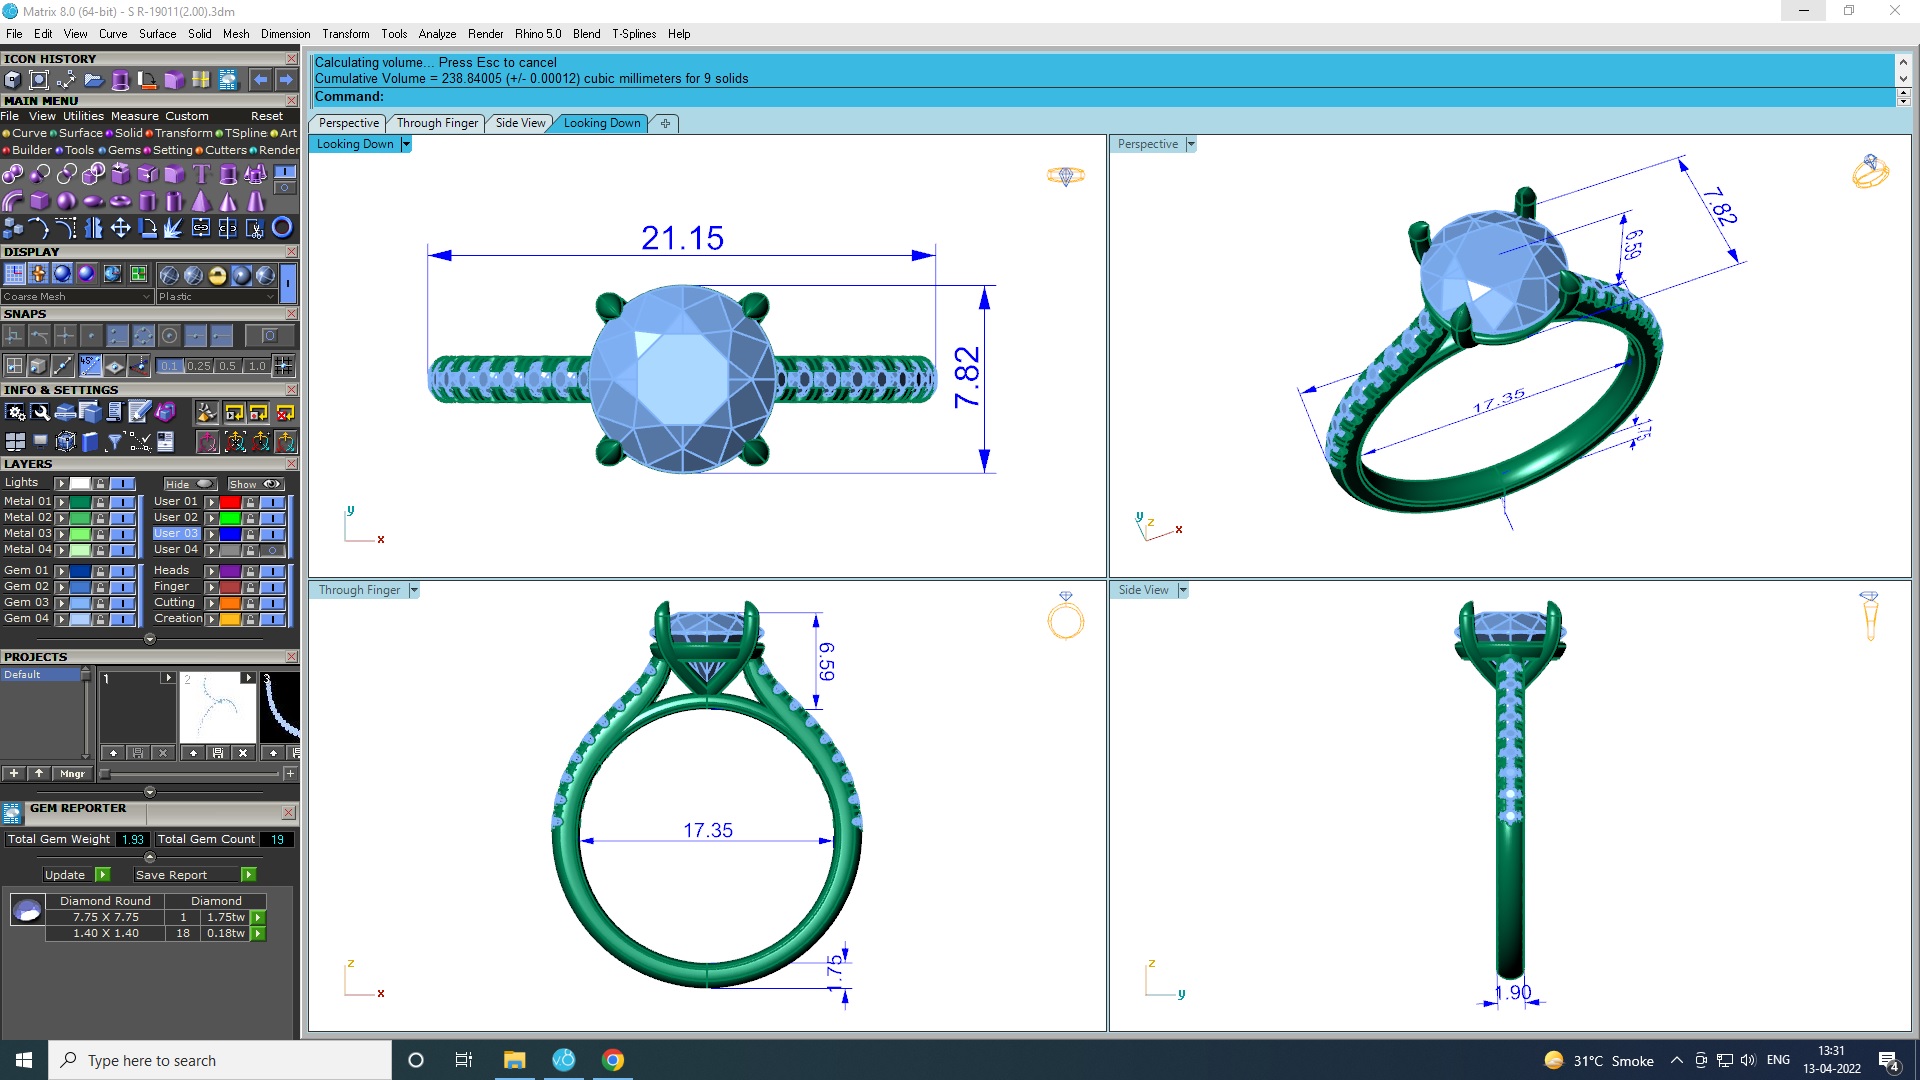 Matrix 8.0 (64-bit) - S R-19011(2.00).3dm
File Edit View Curve Surface Solid Mesh Dimension Transform Tools Analyze Render Rhino 5.0 Blend T-Splines Help
ICON HISTORY
MAIN MENU
File View Utilities Measure Custom Reset
Curve Surface Solid Transform TSpline Art
Builder Tools Gems Setting Cutters Render
DISPLAY
Coarse Mesh Plastic
SNAPS
45°
0.1 0.25 0.5 1.0
INFO & SETTINGS
LAYERS
Lights Hide Show
Metal 01 User 01
Metal 02 User 02
Metal 03 User 03
Metal 04 User 04
Gem 01 Heads
Gem 02 Finger
Gem 03 Cutting
Gem 04 Creation
PROJECTS
Default
1 2 3
Mngr
GEM REPORTER
Total Gem Weight 1.93 Total Gem Count 19
Update Save Report
Diamond Round Diamond
7.75 X 7.75 1 1.75tw
1.40 X 1.40 18 0.18tw
Calculating volume... Press Esc to cancel
Cumulative Volume = 238.84005 (+/- 0.00012) cubic millimeters for 9 solids
Command:
Perspective Through Finger Side View Looking Down
Looking Down
21.15
7.82
y
x
Perspective
7.82
6.59
17.35
1.75
y
z
x
Through Finger
6.59
17.35
1.75
z
x
Side View
1.90
z
y
Type here to search
31°C Smoke
ENG
13:31
13-04-2022
4